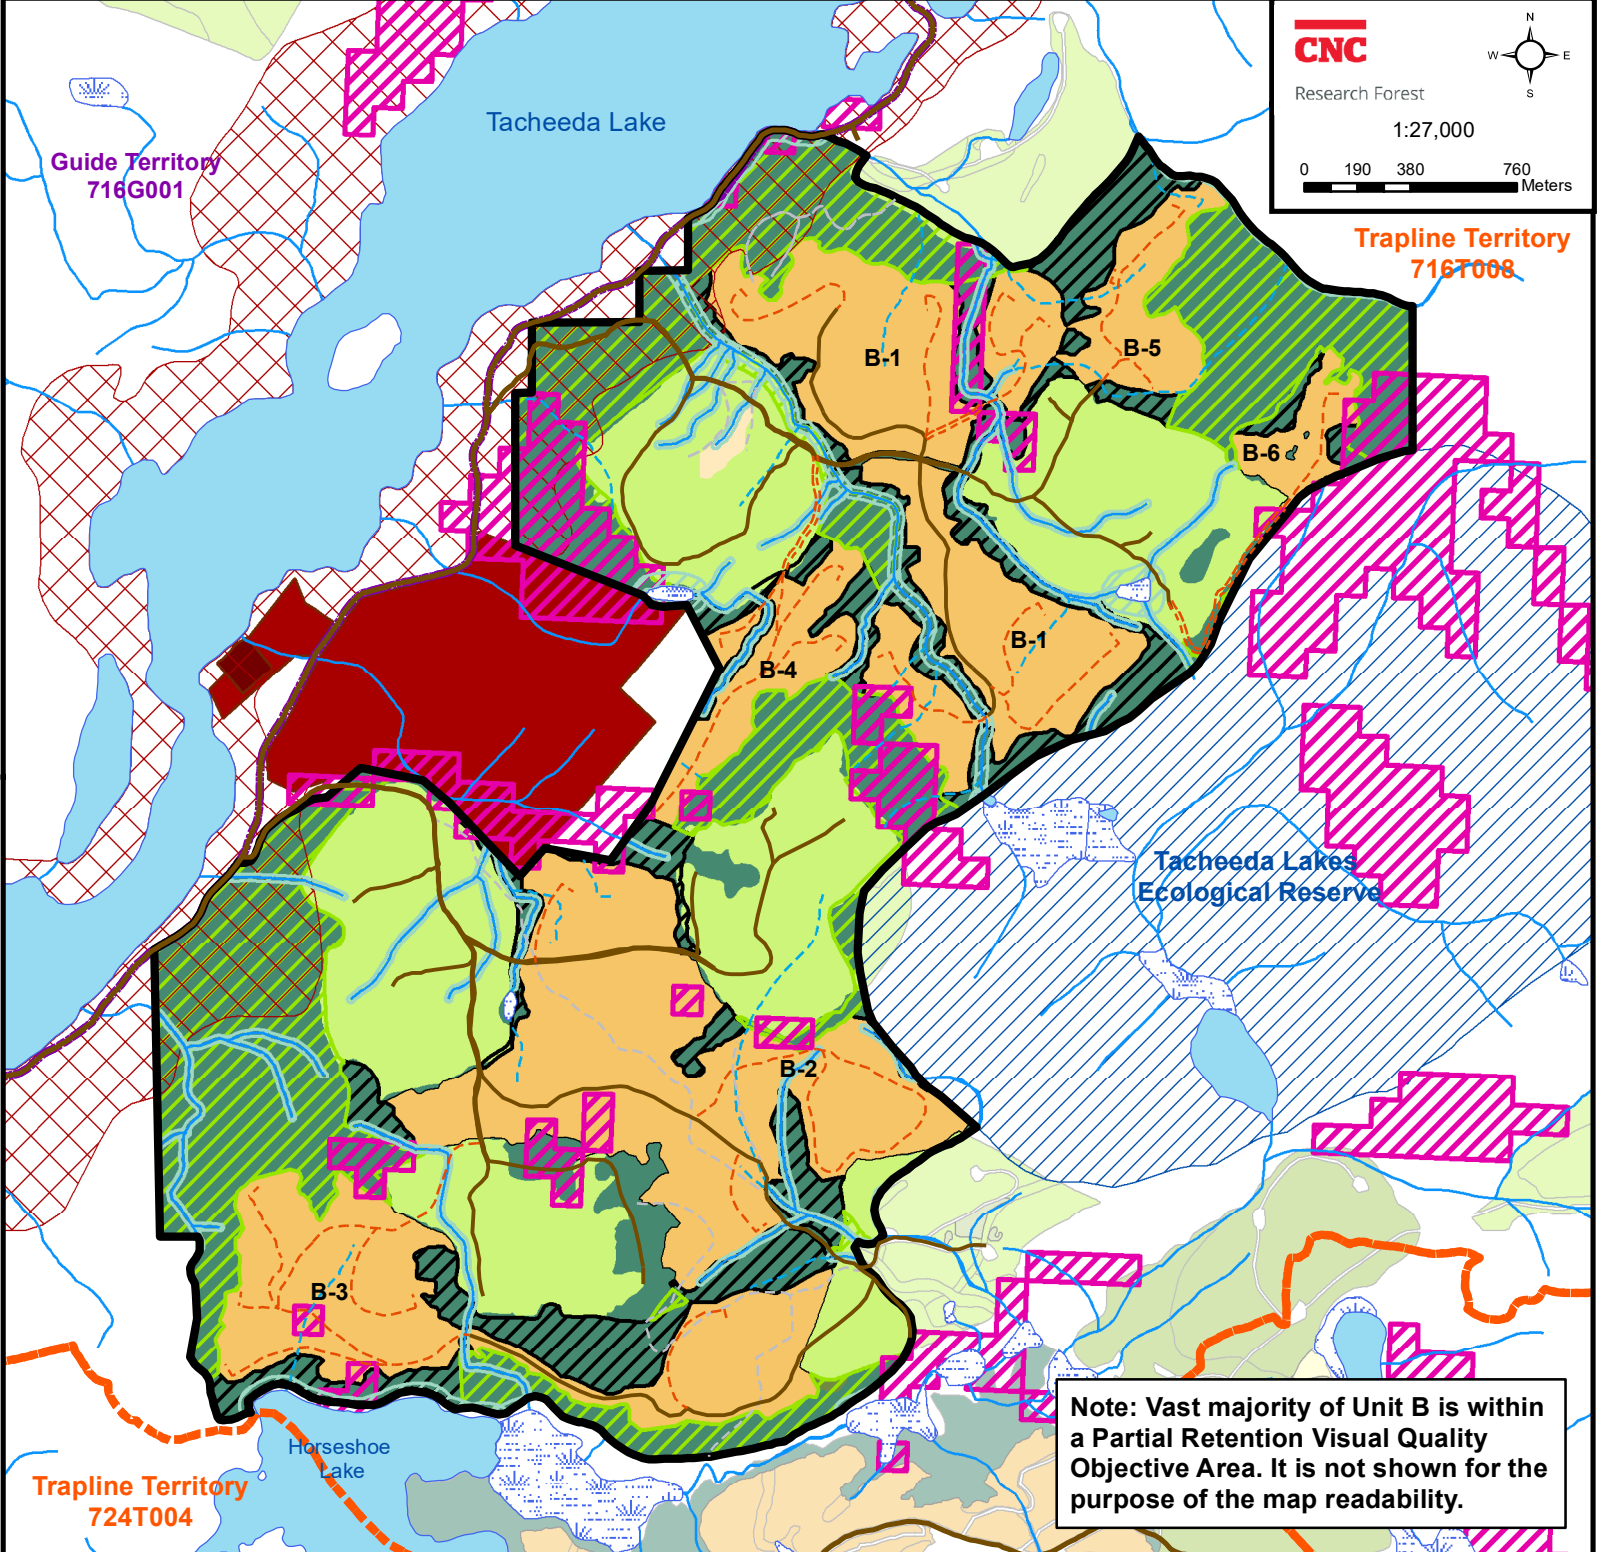 CNC
Research Forest
N
W
E
S
1:27,000
0 190 380 760
Meters
Tacheeda Lake
Guide Territory
716G001
Trapline Territory
716T008
B-1
B-5
B-6
B-1
B-4
Tacheeda Lakes
Ecological Reserve
B-2
B-3
Horseshoe
Lake
Trapline Territory
724T004
Note: Vast majority of Unit B is within
a Partial Retention Visual Quality
Objective Area. It is not shown for the
purpose of the map readability.